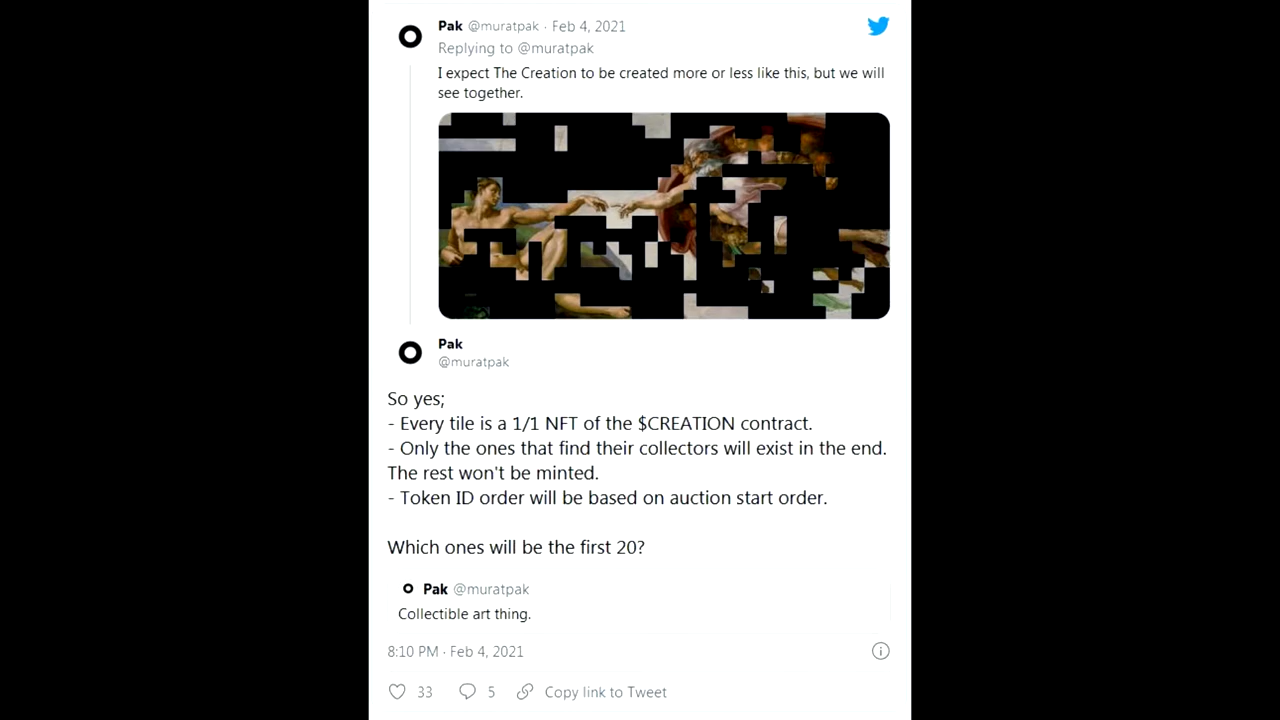 Pak @muratpak · Feb 4, 2021
Replying to @muratpak
I expect The Creation to be created more or less like this, but we will
see together.
Pak
@muratpak
So yes;
- Every tile is a 1/1 NFT of the $CREATION contract.
- Only the ones that find their collectors will exist in the end.
The rest won't be minted.
- Token ID order will be based on auction start order.
Which ones will be the first 20?
Pak @muratpak
Collectible art thing.
8:10 PM · Feb 4, 2021
33 5 Copy link to Tweet